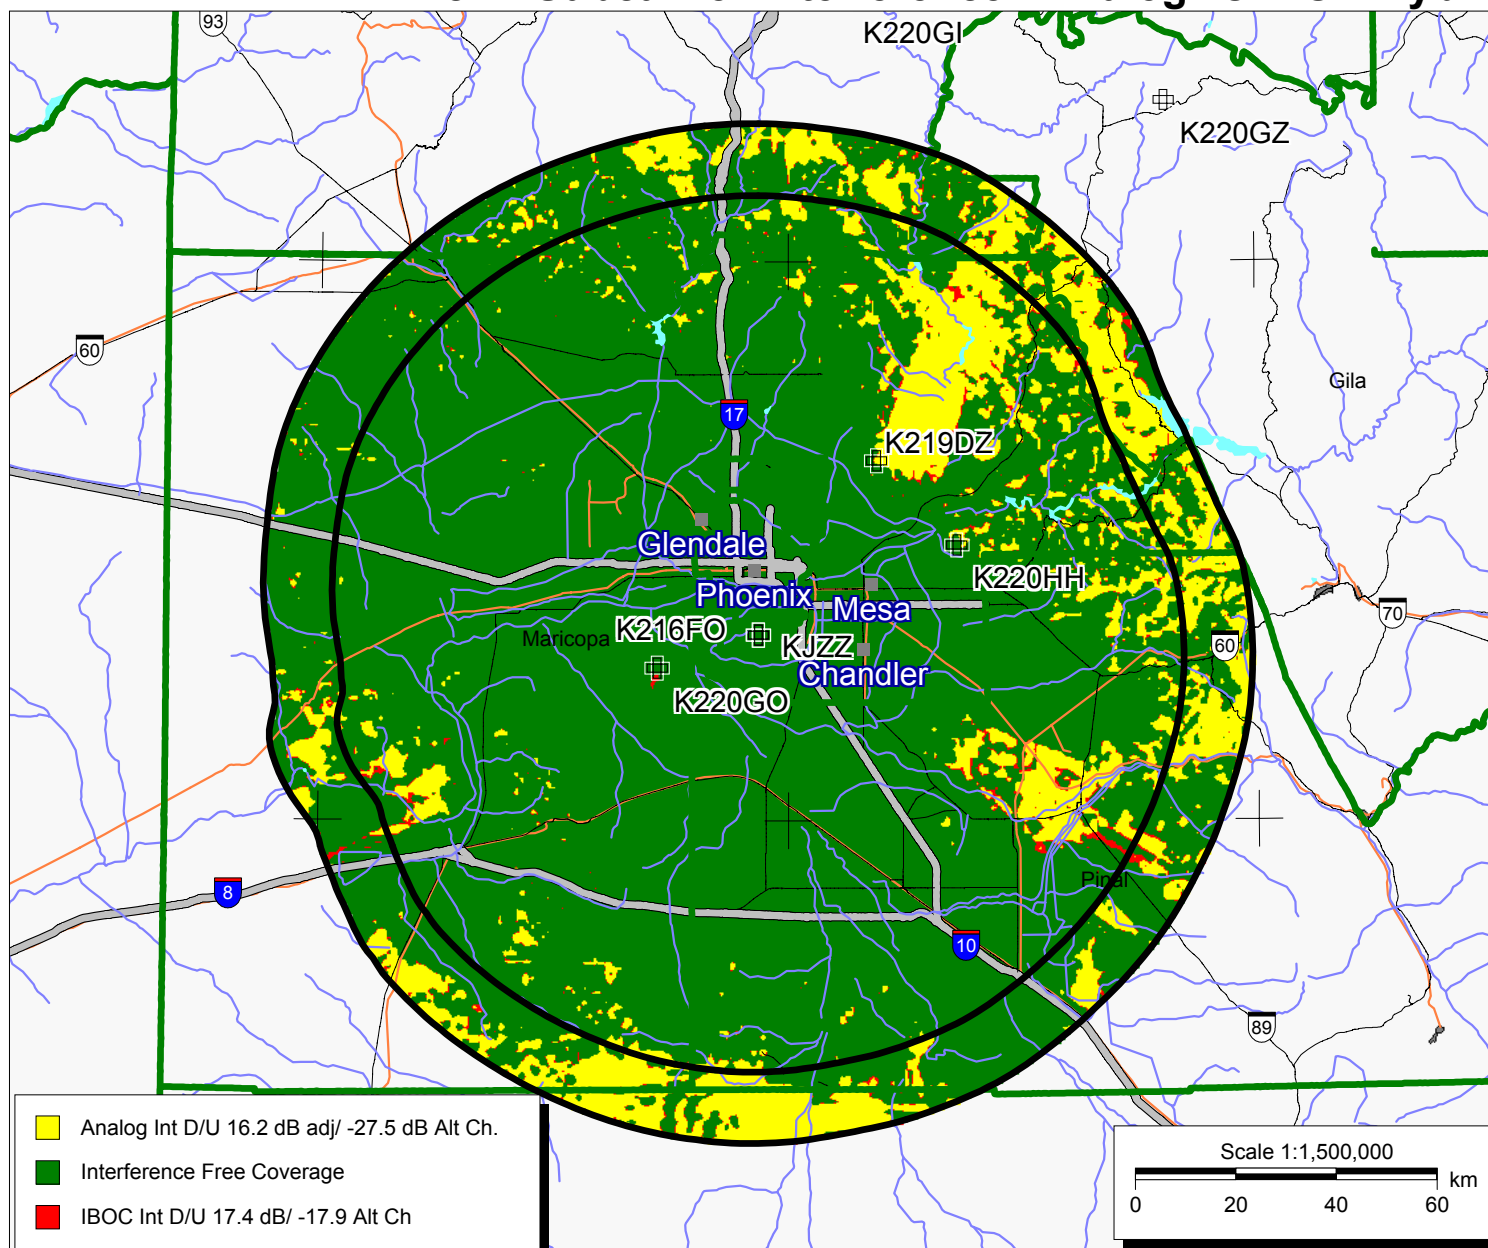 93
K220GI
K220GZ
60
Gila
17
K219DZ
Glendale
K220HH
Phoenix
Mesa
70
Maricopa
K216FO
KJZZ
60
Chandler
K220GO
Pinal
8
10
89
Analog Int D/U 16.2 dB adj/ -27.5 dB Alt Ch.
Interference Free Coverage
IBOC Int D/U 17.4 dB/ -17.9 Alt Ch
Scale 1:1,500,000
km
0 20 40 60